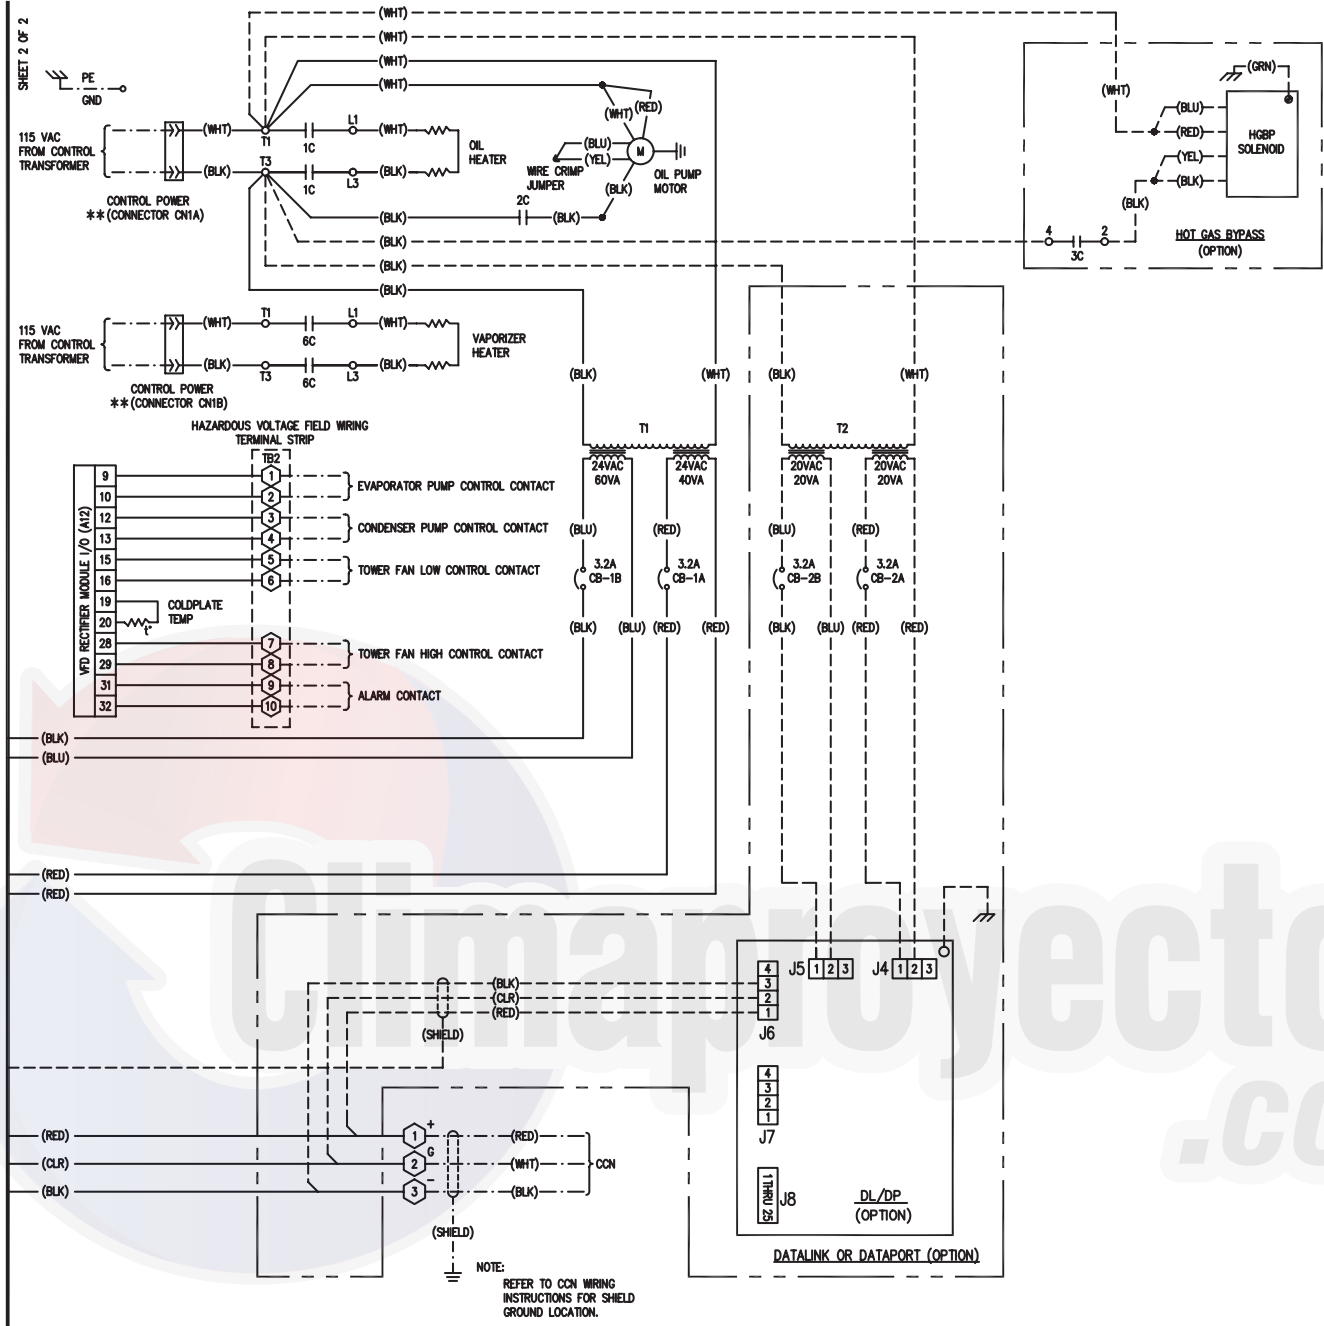 SHEET 2 OF 2
(WHT)
(WHT)
(WHT)
(WHT)
PE
GND
115 VAC
FROM CONTROL
TRANSFORMER
(WHT)
T1
1C
L1
(WHT)
(BLK)
T3
1C
L3
(BLK)
OIL
HEATER
CONTROL POWER
**(CONNECTOR CN1A)
(WHT)
(RED)
(BLU)
(YEL)
M
WIRE CRIMP
JUMPER
OIL PUMP
MOTOR
(BLK)
2C
(BLK)
(BLK)
(BLK)
(BLK)
(BLK)
(GRN)
(WHT)
(BLU)
(RED)
(YEL)
(BLK)
HGBP
SOLENOID
(BLK)
4
3C
2
HOT GAS BYPASS
(OPTION)
115 VAC
FROM CONTROL
TRANSFORMER
(WHT)
T1
6C
L1
(WHT)
(BLK)
T3
6C
L3
(BLK)
VAPORIZER
HEATER
CONTROL POWER
**(CONNECTOR CN1B)
(BLK)
(WHT)
(BLK)
(WHT)
T1
T2
24VAC
60VA
24VAC
40VA
20VAC
20VA
20VAC
20VA
HAZARDOUS VOLTAGE FIELD WIRING
TERMINAL STRIP
TB2
VFD RECTIFIER MODULE I/O (A12)
9
1
10
2
EVAPORATOR PUMP CONTROL CONTACT
12
3
13
4
CONDENSER PUMP CONTROL CONTACT
15
5
16
6
TOWER FAN LOW CONTROL CONTACT
19
20
t°
COLDPLATE
TEMP
28
7
29
8
TOWER FAN HIGH CONTROL CONTACT
31
9
32
10
ALARM CONTACT
(BLU)
(RED)
(BLU)
(RED)
3.2A
CB-1B
3.2A
CB-1A
3.2A
CB-2B
3.2A
CB-2A
(BLK)
(BLU)
(RED)
(RED)
(BLK)
(BLU)
(RED)
(RED)
(BLK)
(BLU)
(RED)
(RED)
Climaproyecto
.co
J5
1 2 3
J4
1 2 3
4
3
2
1
J6
(BLK)
(CLR)
(RED)
(SHIELD)
4
3
2
1
J7
1 THRU 25
J8
DL/DP
(OPTION)
DATALINK OR DATAPORT (OPTION)
(RED)
1
+
(RED)
(CLR)
2
G
(WHT)
CCN
(BLK)
3
-
(BLK)
(SHIELD)
NOTE:
REFER TO CCN WIRING
INSTRUCTIONS FOR SHIELD
GROUND LOCATION.